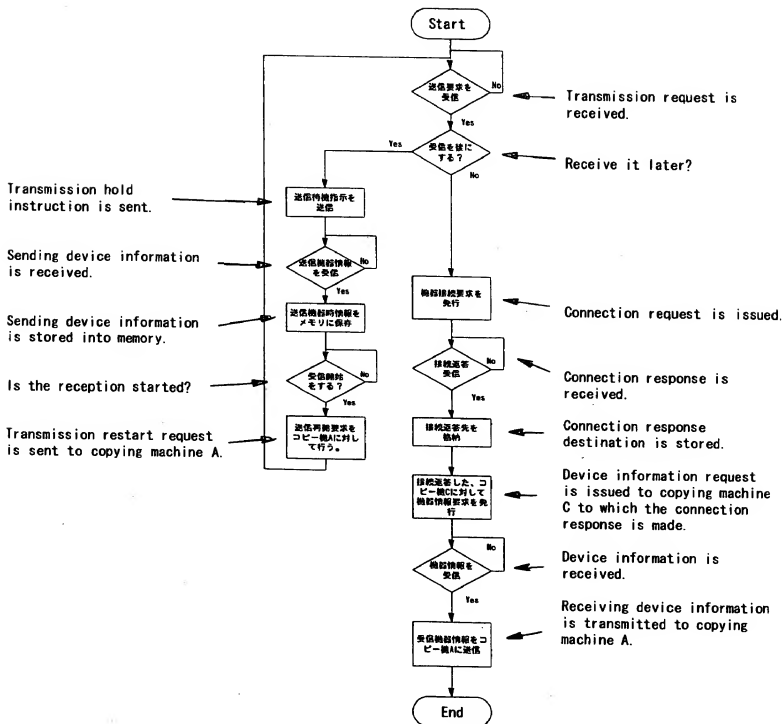 Start
送信要求を
受信
No
Transmission request is
received.
Yes
受信を後に
する?
Yes
No
Receive it later?
Transmission hold
instruction is sent.
送信待機指示を
送信
Sending device information
is received.
送信機器情報
を受信
No
Yes
Sending device information
is stored into memory.
送信機器時情報を
メモリに保存
Is the reception started?
受信開始
をする?
No
Yes
Transmission restart request
is sent to copying machine A.
送信再開要求を
コピー機Aに対し
て行う。
機器接続要求を
発行
Connection request is issued.
接続返答
受信
No
Yes
Connection response is
received.
接続返答先を
格納
Connection response
destination is stored.
接続返答した、コ
ピー機Cに対して
機器情報要求を発
行
Device information request
is issued to copying machine
C to which the connection
response is made.
機器情報を
受信
No
Yes
Device information is
received.
受信機器情報をコ
ピー機Aに送信
Receiving device information
is transmitted to copying
machine A.
End